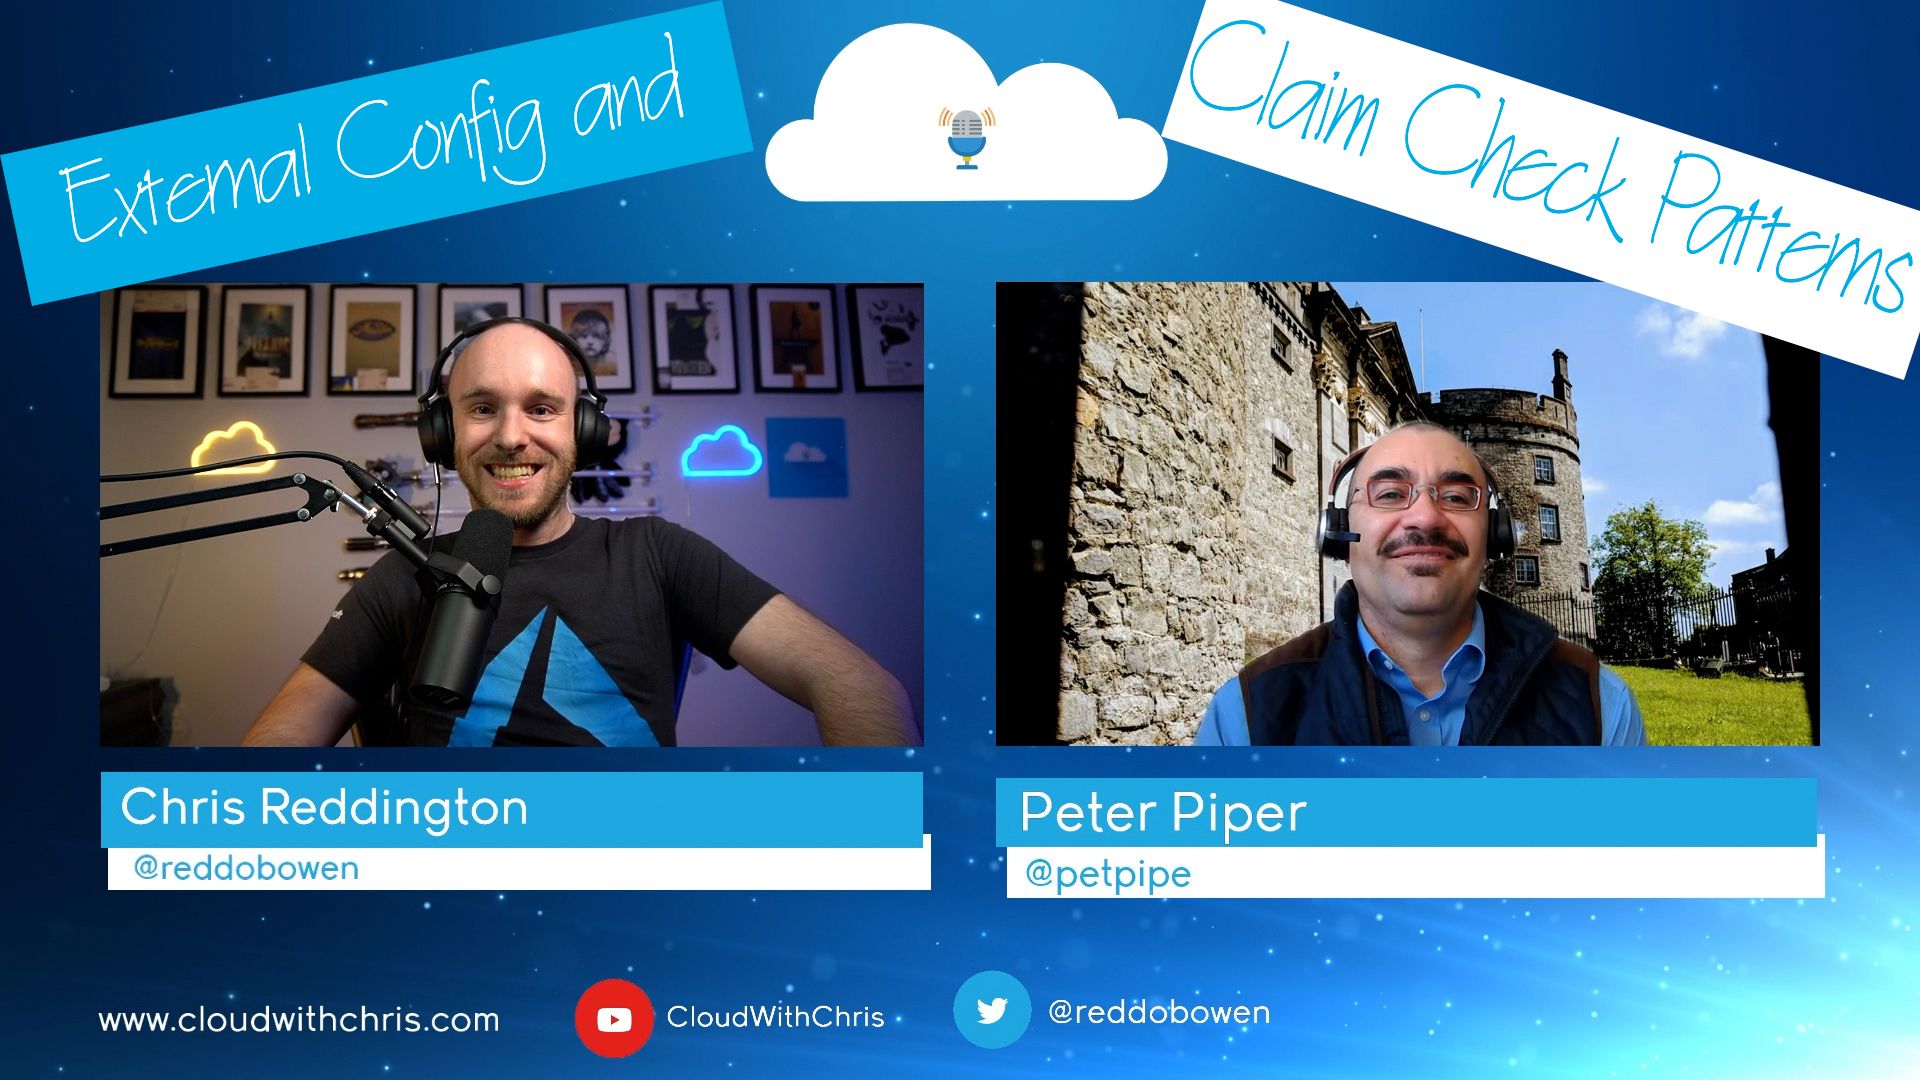 External Config and
Claim Check Patterns
Chris Reddington
@reddobowen
Peter Piper
@petpipe
www.cloudwithchris.com
CloudWithChris
@reddobowen